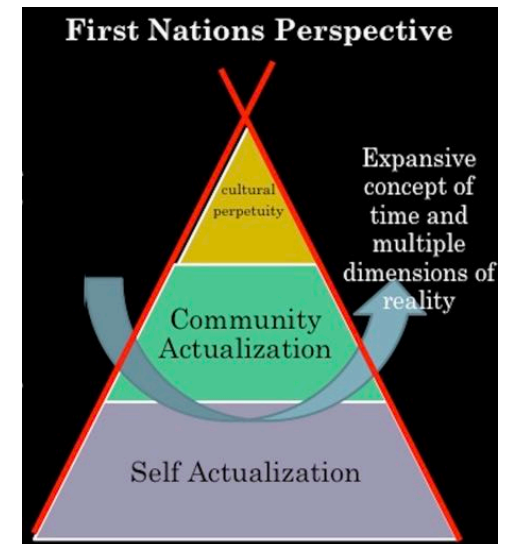 First Nations Perspective
cultural
perpetuity
Expansive
concept of
time and
multiple
dimensions of
reality
Community
Actualization
Self Actualization